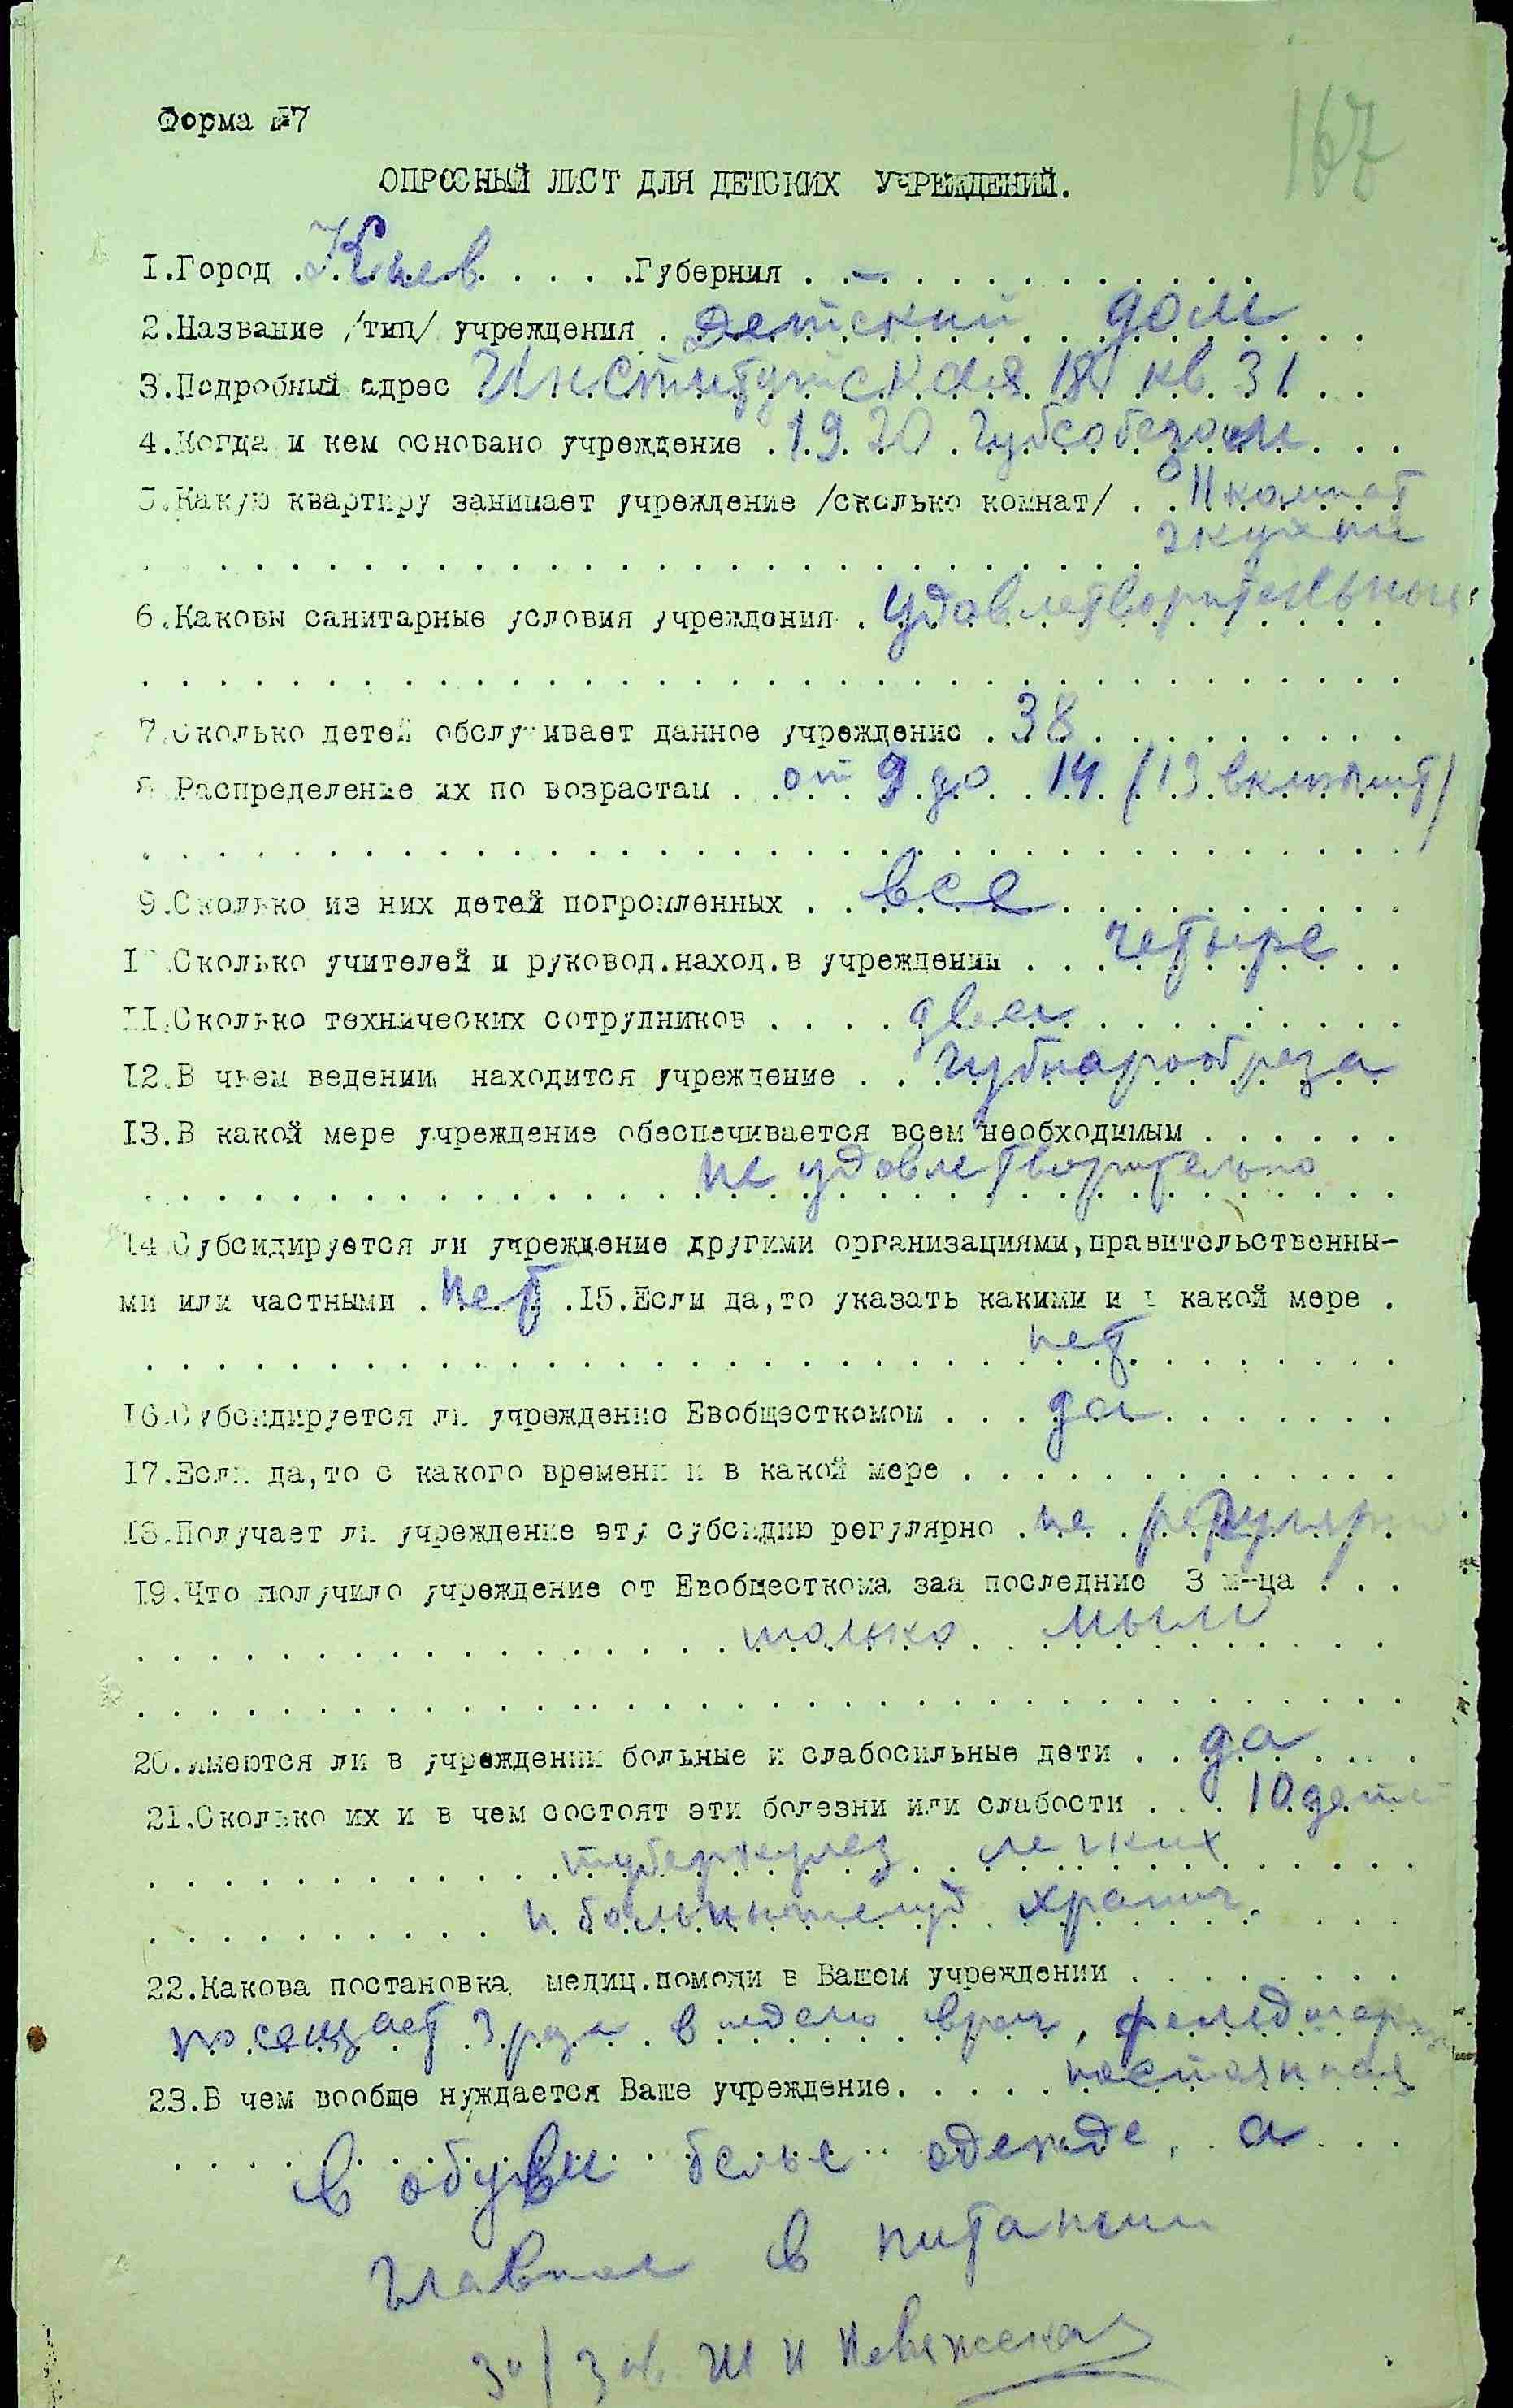 167
Форма №7
ОПРОСНЫЙ ЛИСТ ДЛЯ ДЕТСКИХ УЧРЕЖДЕНИЙ.
1.Город . Киев . . . . .Губерния . . – . . . . . . . . .
2.Название /тип/ учреждения . Детский дом . .
3.Подробный адрес Институтская 18 кв. 31 . .
4.Когда и кем основано учреждение . 1920 Губсобезом . . .
5.Какую квартиру занимает учреждение /сколько комнат/ . . 11 комнат
2 кухни
6.Каковы санитарные условия учреждения . удовлетворительные
7.Сколько детей обслуживает данное учреждение . 38 . . . . . . . .
8.Распределение их по возрастам . . от 9 до 14 (13 включит)
9.Сколько из них детей погромленных . . все . . . . . . . . .
10.Сколько учителей и руковод.наход.в учреждении . . . четыре . .
11.Сколько технических сотрудников . . . . двое . . . . . . . . .
12.В чьем ведении находится учреждение . . Губнаробраза
13.В какой мере учреждение обеспечивается всем необходимым . . . . . .
не удовлетворительно
14.Субсидируется ли учреждение другими организациями,правительственны-
ми или частными . нет .15.Если да,то указать какими и в какой мере .
нет
16.Субсидируется ли учреждение Евобщесткомом . . . да . . . . . . .
17.Если да,то с какого времени и в какой мере . . . . . . . . . . . . .
18.Получает ли учреждение эту субсидию регулярно . не регулярно
19.Что получило учреждение от Евобщесткома заа последние 3 м-ца . . .
только мыло
20.Имеются ли в учреждении больные и слабосильные дети . . да . . . .
21.Сколько их и в чем состоят эти болезни или слабости . . . 10 детей
туберкулез легких
и
22.Какова постановка медиц.помощи в Вашем учреждении . . . . . . . .
посещает 3 раза в неделю врач, фельдшерица
постоянная
23.В чем вообще нуждается Ваше учреждение. . . . .
В обуви белье одежде, а
главное в питании
За/Зав. Ш И Невяжская